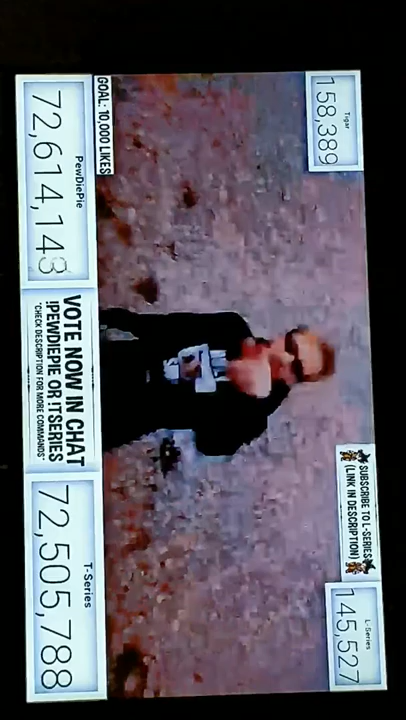 Tigar
158,389
SUBSCRIBE TO L-SERIES
(LINK IN DESCRIPTION)
L-Series
145,527
GOAL: 10,000 LIKES
PewDiePie
72,614,143
VOTE NOW IN CHAT
!PEWDIEPIE OR !TSERIES
*CHECK DESCRIPTION FOR MORE COMMANDS*
T-Series
72,505,788